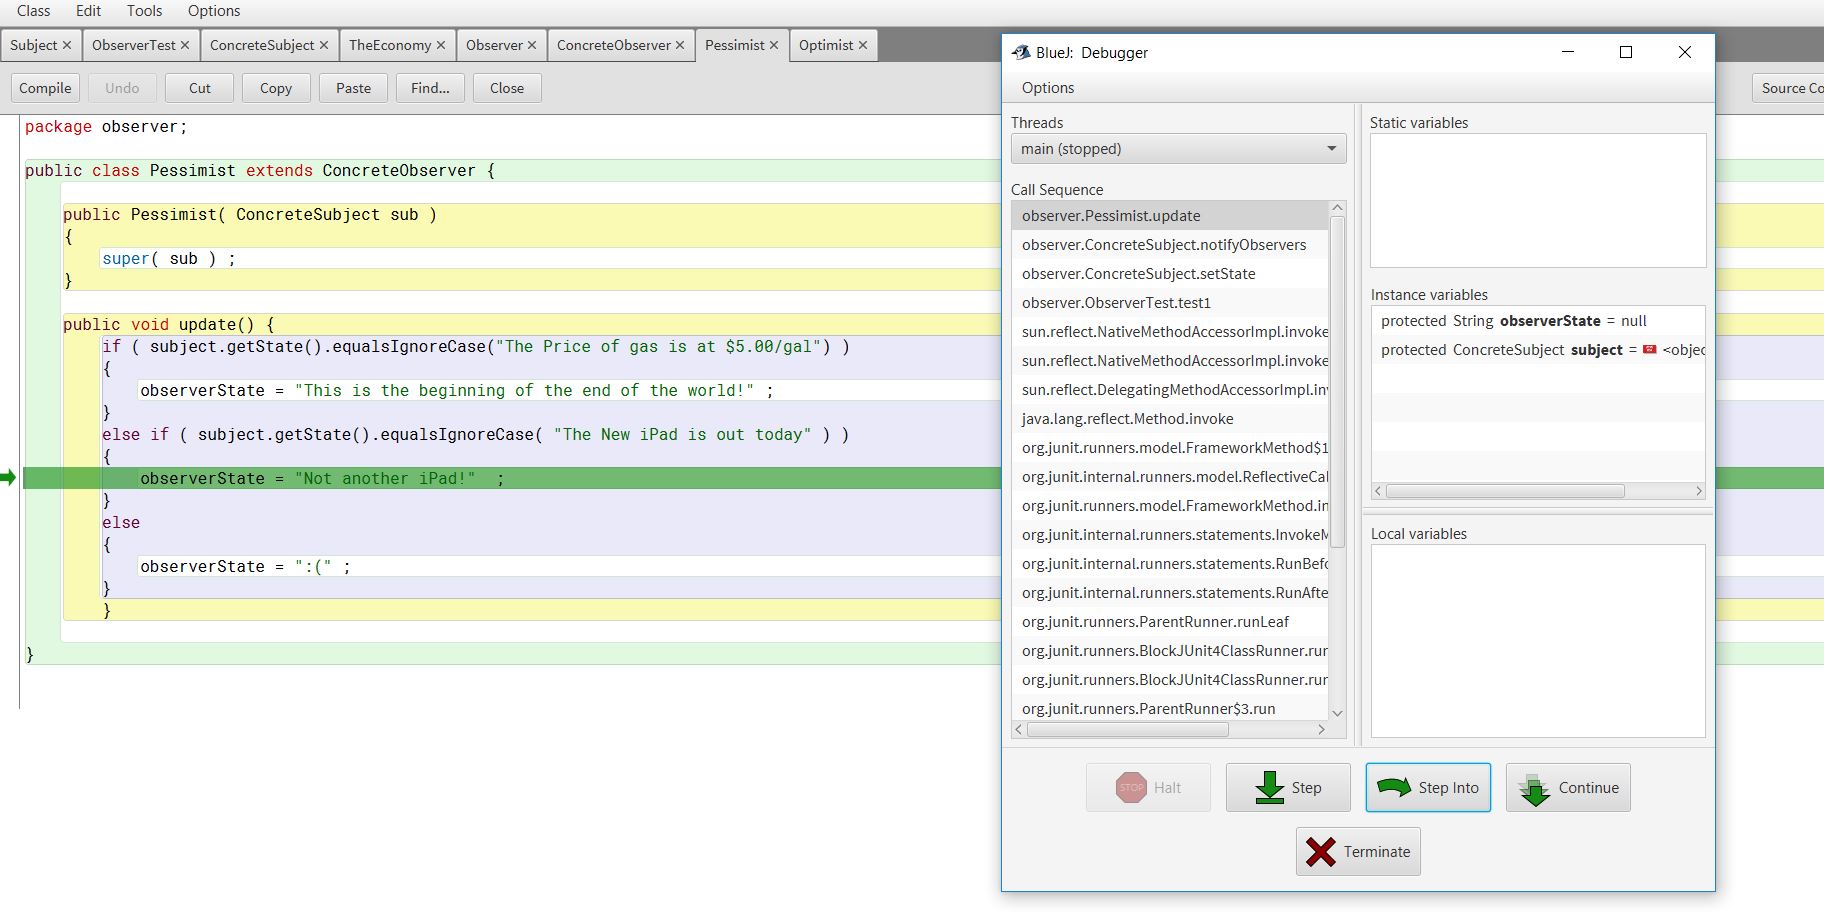 Class Edit Tools Options
Subject ✕ ObserverTest ✕ ConcreteSubject ✕ TheEconomy ✕ Observer ✕ ConcreteObserver ✕ Pessimist ✕ Optimist ✕
Compile Undo Cut Copy Paste Find... Close Source Co
package observer;
public class Pessimist extends ConcreteObserver {
public Pessimist( ConcreteSubject sub )
{
super( sub ) ;
}
public void update() {
if ( subject.getState().equalsIgnoreCase("The Price of gas is at $5.00/gal") )
{
observerState = "This is the beginning of the end of the world!" ;
}
else if ( subject.getState().equalsIgnoreCase( "The New iPad is out today" ) )
{
observerState = "Not another iPad!"  ;
}
else
{
observerState = ":(" ;
}
}
}
BlueJ: Debugger
Options
Threads
main (stopped)
Call Sequence
observer.Pessimist.update
observer.ConcreteSubject.notifyObservers
observer.ConcreteSubject.setState
observer.ObserverTest.test1
sun.reflect.NativeMethodAccessorImpl.invoke
sun.reflect.NativeMethodAccessorImpl.invoke
sun.reflect.DelegatingMethodAccessorImpl.inv
java.lang.reflect.Method.invoke
org.junit.runners.model.FrameworkMethod$1
org.junit.internal.runners.model.ReflectiveCal
org.junit.runners.model.FrameworkMethod.in
org.junit.internal.runners.statements.InvokeM
org.junit.internal.runners.statements.RunBefo
org.junit.internal.runners.statements.RunAfte
org.junit.runners.ParentRunner.runLeaf
org.junit.runners.BlockJUnit4ClassRunner.run
org.junit.runners.BlockJUnit4ClassRunner.run
org.junit.runners.ParentRunner$3.run
Static variables
Instance variables
protected String observerState = null
protected ConcreteSubject subject = <objec
Local variables
STOP Halt Step Step Into Continue
Terminate